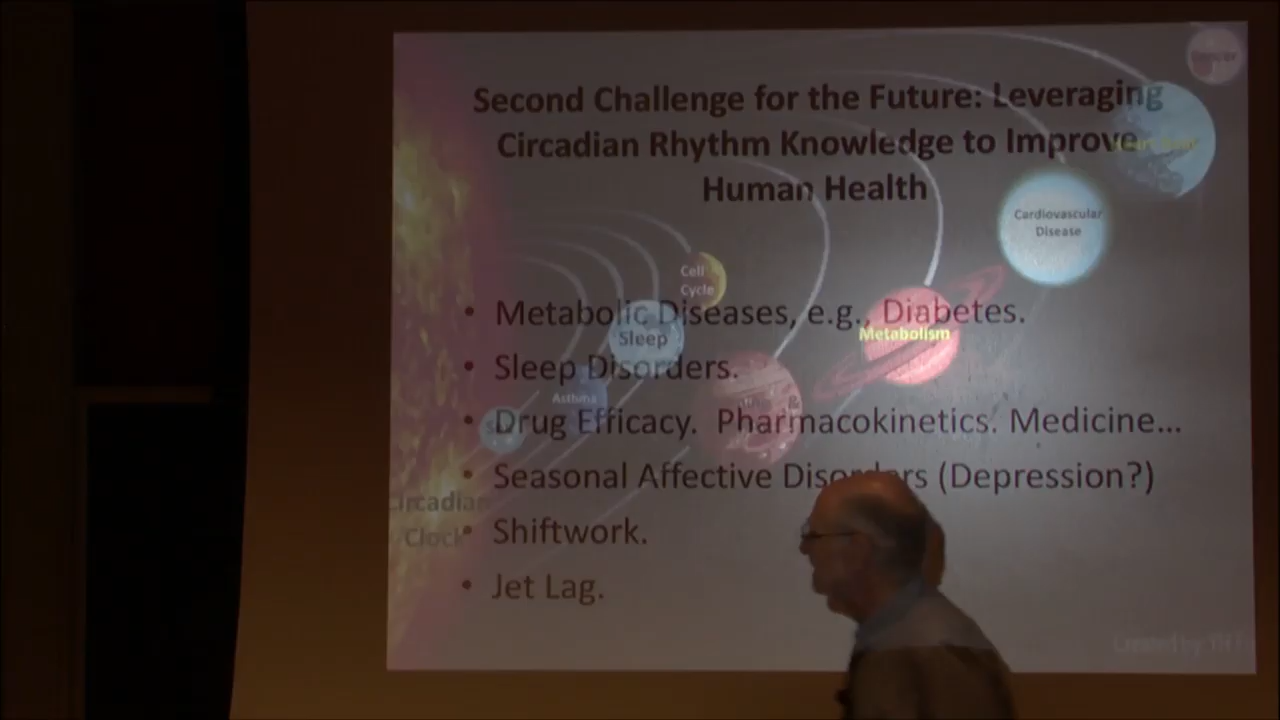 Second Challenge for the Future: Leveraging
Circadian Rhythm Knowledge to Improve
Human Health
• Metabolic Diseases, e.g., Diabetes.
• Sleep Disorders.
• Drug Efficacy. Pharmacokinetics. Medicine...
• Seasonal Affective Disorders (Depression?)
• Shiftwork.
• Jet Lag.
Cardiovascular
Disease
Cell
Cycle
Sleep
Metabolism
Asthma
Circadian
Clock
Created by